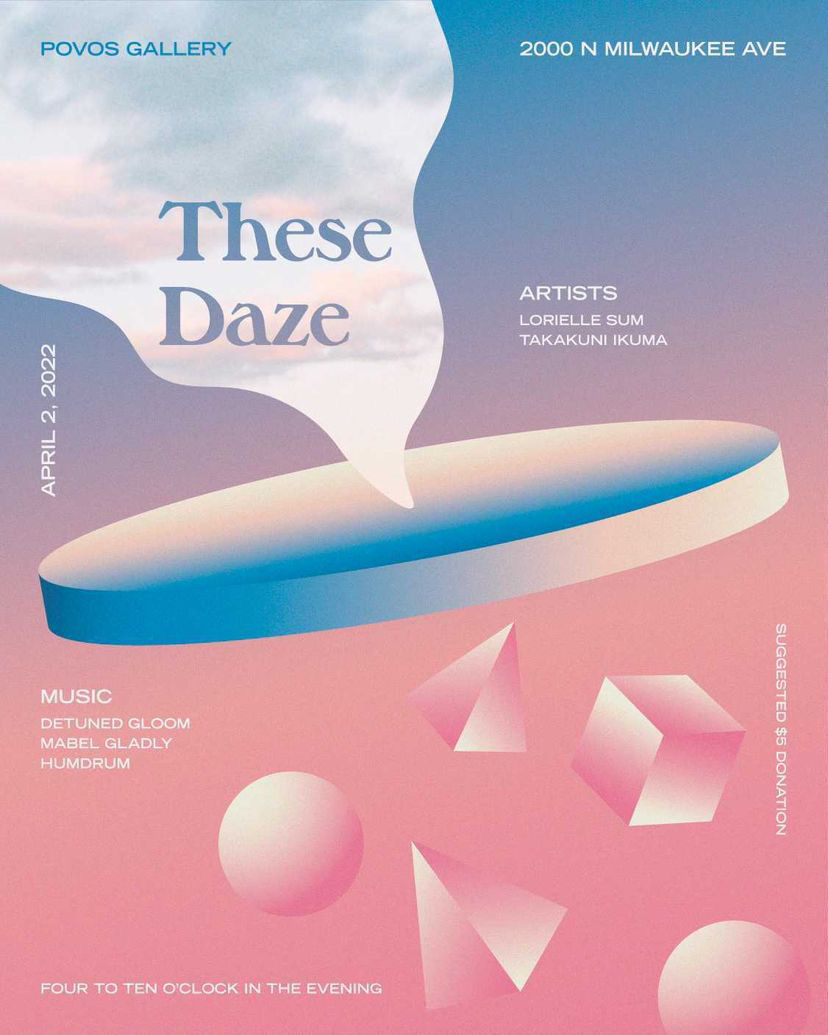 POVOS GALLERY
2000 N MILWAUKEE AVE
These
Daze
ARTISTS
LORIELLE SUM
TAKAKUNI IKUMA
APRIL 2, 2022
SUGGESTED $5 DONATION
MUSIC
DETUNED GLOOM
MABEL GLADLY
HUMDRUM
FOUR TO TEN O'CLOCK IN THE EVENING